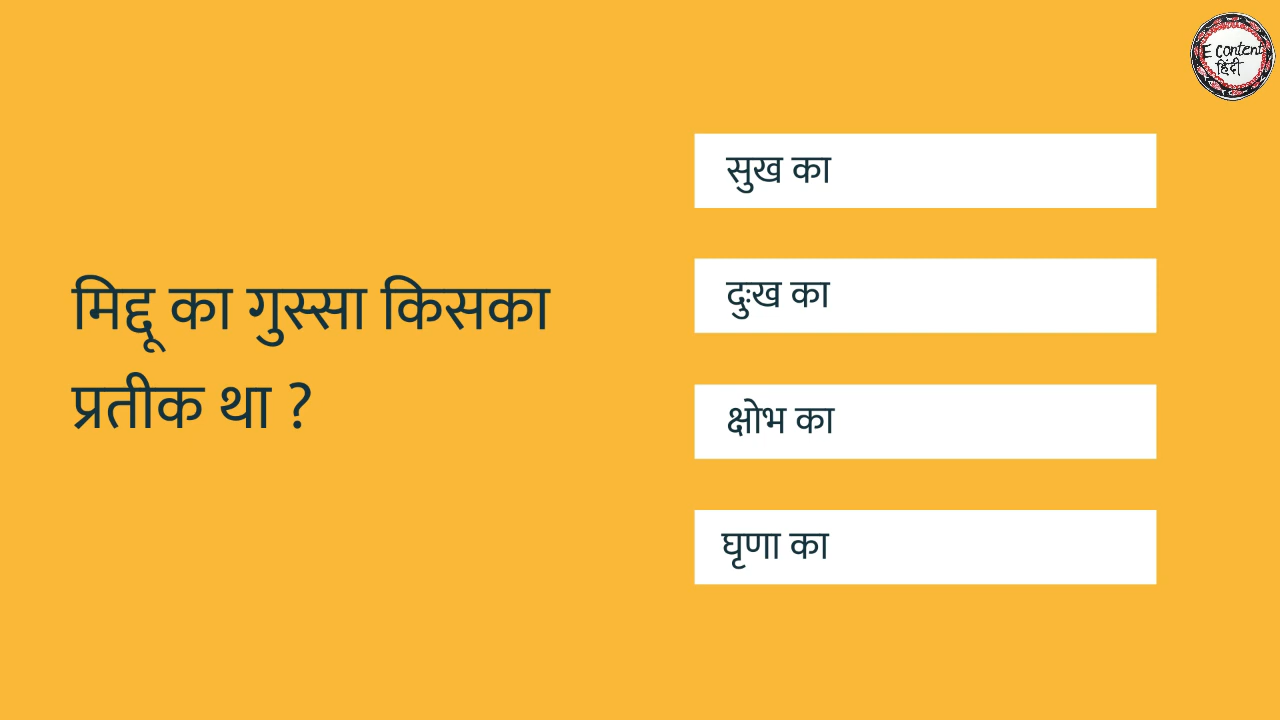 E content
हिंदी
सुख का
दुःख का
मिद्दू का गुस्सा किसका
प्रतीक था ?
क्षोभ का
घृणा का